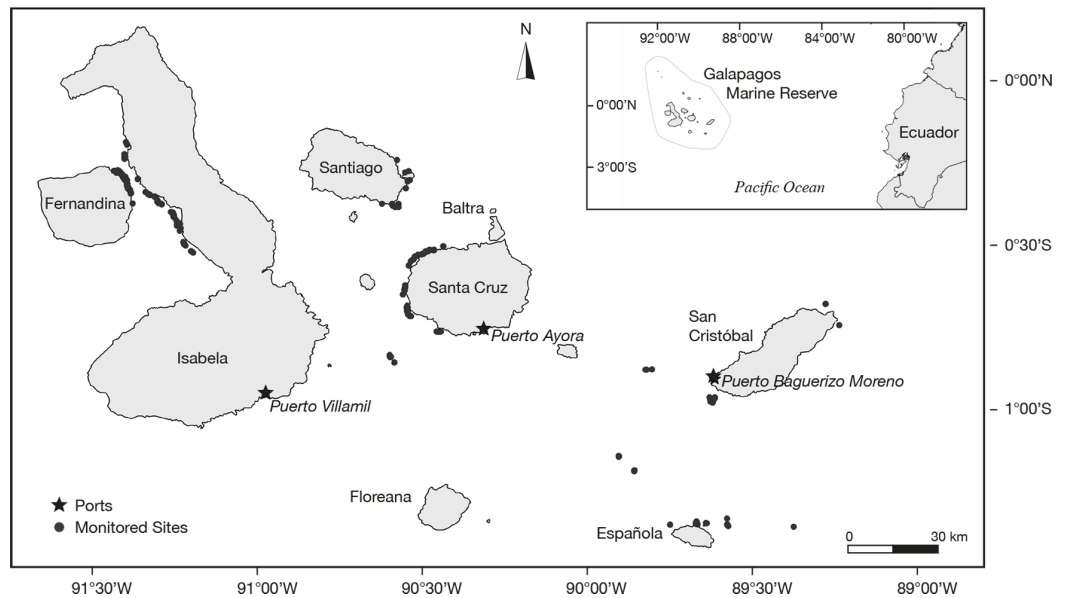 N
92°00'W 88°00'W 84°00'W 80°00'W
Galapagos
Marine Reserve
0°00'N
3°00'S
Ecuador
Pacific Ocean
0°00'N
Santiago
Fernandina
Baltra
0°30'S
Santa Cruz
San
Cristóbal
Puerto Ayora
Isabela
Puerto Baguerizo Moreno
Puerto Villamil
1°00'S
Floreana
Ports
Monitored Sites
Española
0 30 km
91°30'W 91°00'W 90°30'W 90°00'W 89°30'W 89°00'W